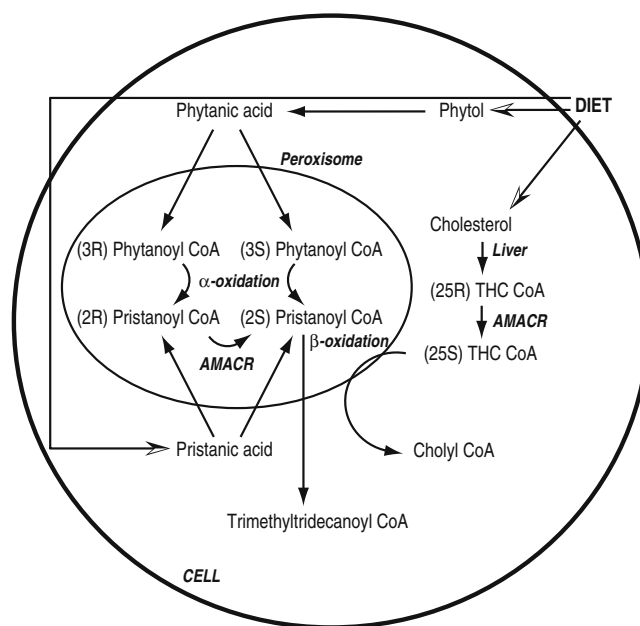 DIET
Phytanic acid
Phytol
Peroxisome
Cholesterol
(3R) Phytanoyl CoA
(3S) Phytanoyl CoA
Liver
α-oxidation
(25R) THC CoA
(2R) Pristanoyl CoA
(2S) Pristanoyl CoA
AMACR
β-oxidation
AMACR
(25S) THC CoA
Pristanic acid
Cholyl CoA
Trimethyltridecanoyl CoA
CELL